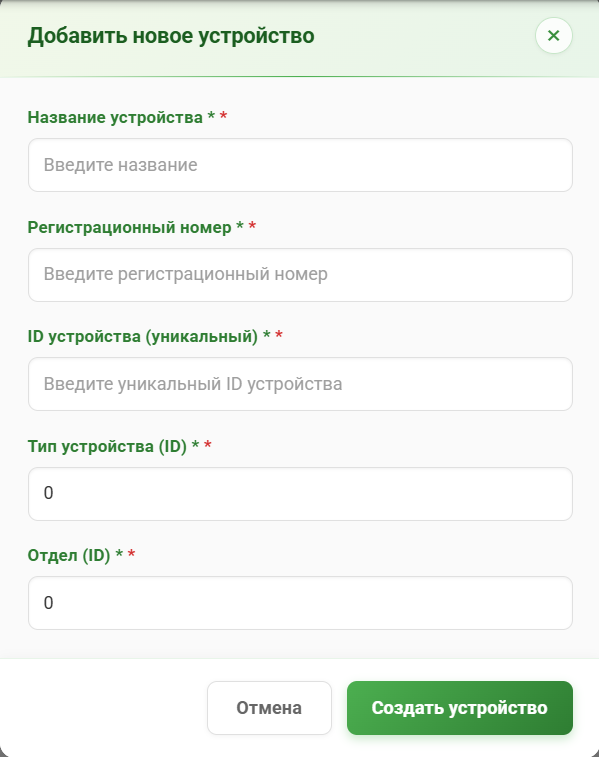 Добавить новое устройство
Название устройства * *
Введите название
Регистрационный номер * *
Введите регистрационный номер
ID устройства (уникальный) * *
Введите уникальный ID устройства
Тип устройства (ID) * *
0
Отдел (ID) * *
0
Отмена Создать устройство